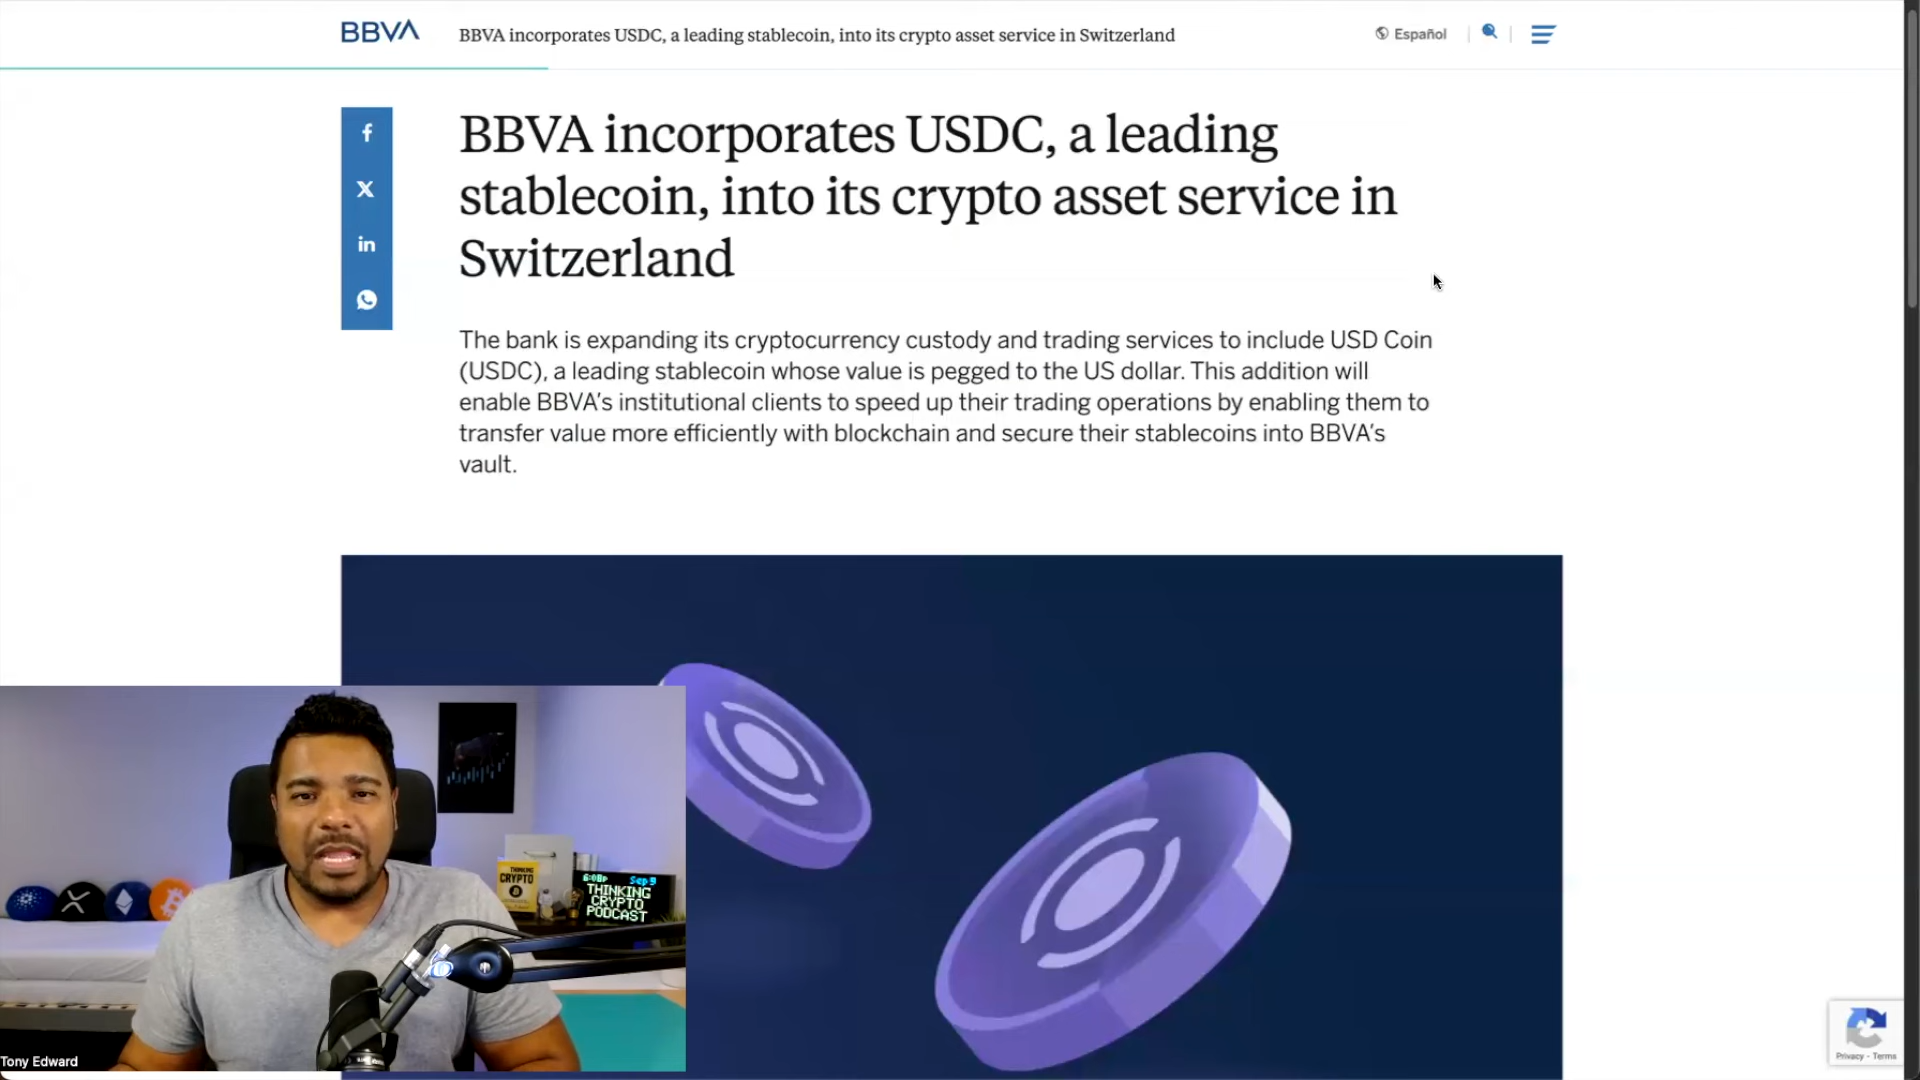 BBVA
BBVA incorporates USDC, a leading stablecoin, into its crypto asset service in Switzerland
Español
BBVA incorporates USDC, a leading
stablecoin, into its crypto asset service in
Switzerland
The bank is expanding its cryptocurrency custody and trading services to include USD Coin
(USDC), a leading stablecoin whose value is pegged to the US dollar. This addition will
enable BBVA's institutional clients to speed up their trading operations by enabling them to
transfer value more efficiently with blockchain and secure their stablecoins into BBVA's
vault.
THINKING
CRYPTO
6:08P Sep 9
THINKING
CRYPTO
PODCAST
Tony Edward
Privacy - Terms